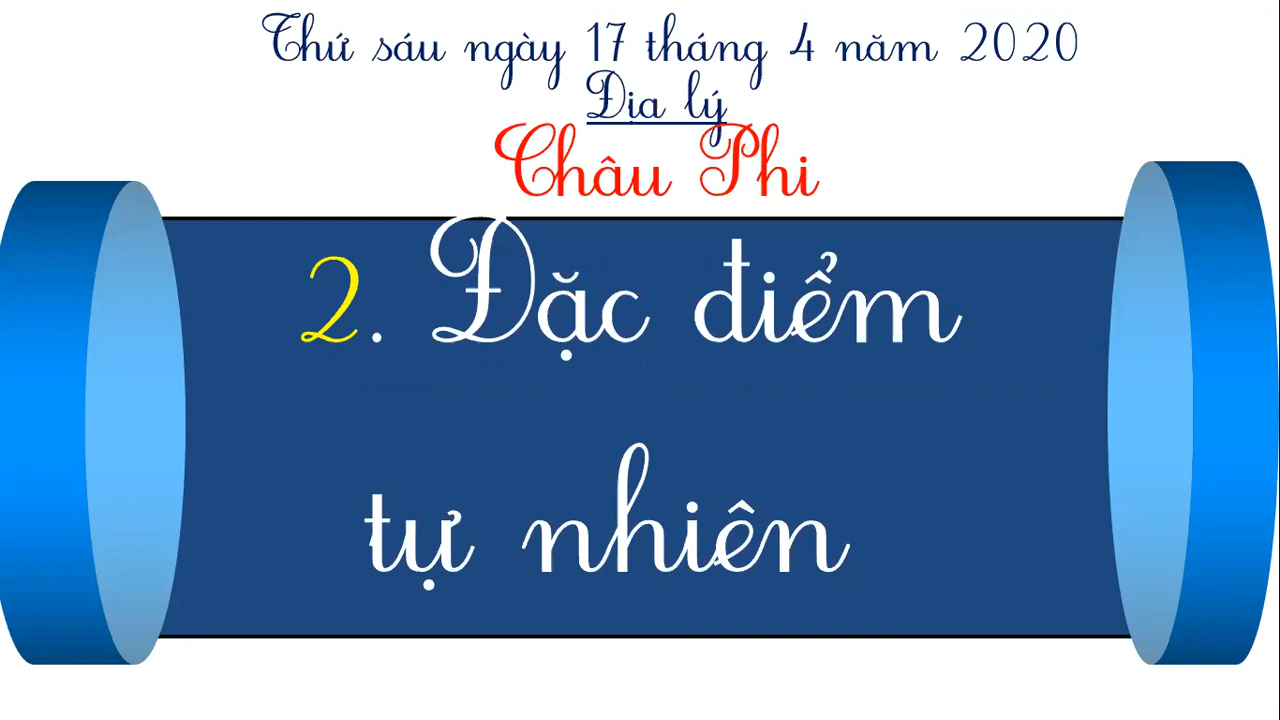 Thứ sáu ngày 17 tháng 4 năm 2020
Địa lý
Châu Phi
2. Đặc điểm
tự nhiên